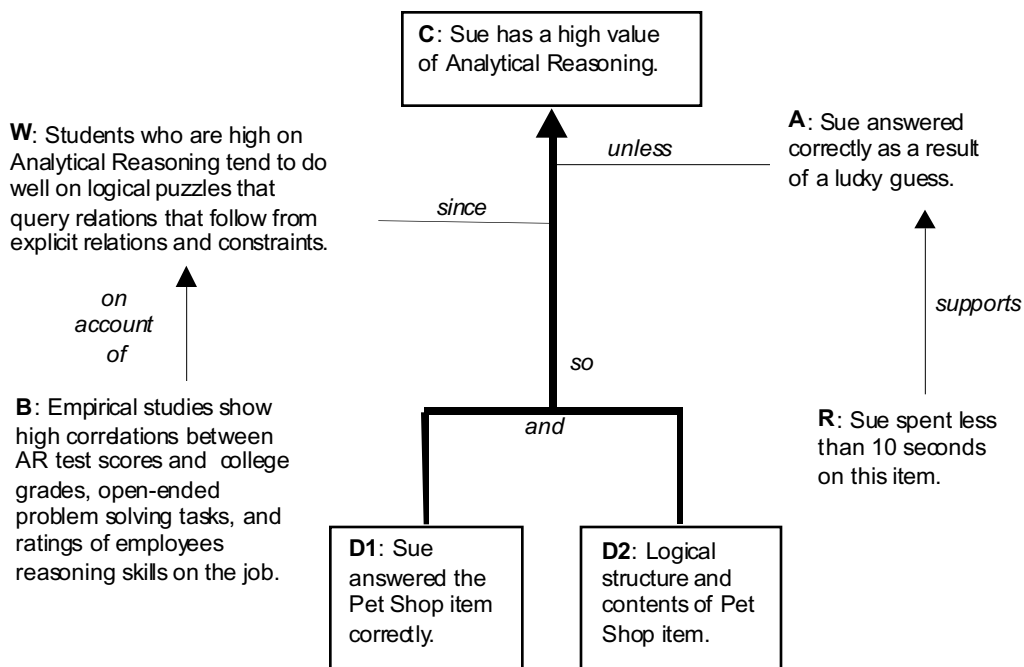 C: Sue has a high value
of Analytical Reasoning.
W: Students who are high on
Analytical Reasoning tend to do
well on logical puzzles that
query relations that follow from
explicit relations and constraints.
since
unless
A: Sue answered
correctly as a result
of a lucky guess.
on
account
of
supports
so
and
B: Empirical studies show
high correlations between
AR test scores and college
grades, open-ended
problem solving tasks, and
ratings of employees
reasoning skills on the job.
R: Sue spent less
than 10 seconds
on this item.
D1: Sue
answered the
Pet Shop item
correctly.
D2: Logical
structure and
contents of Pet
Shop item.